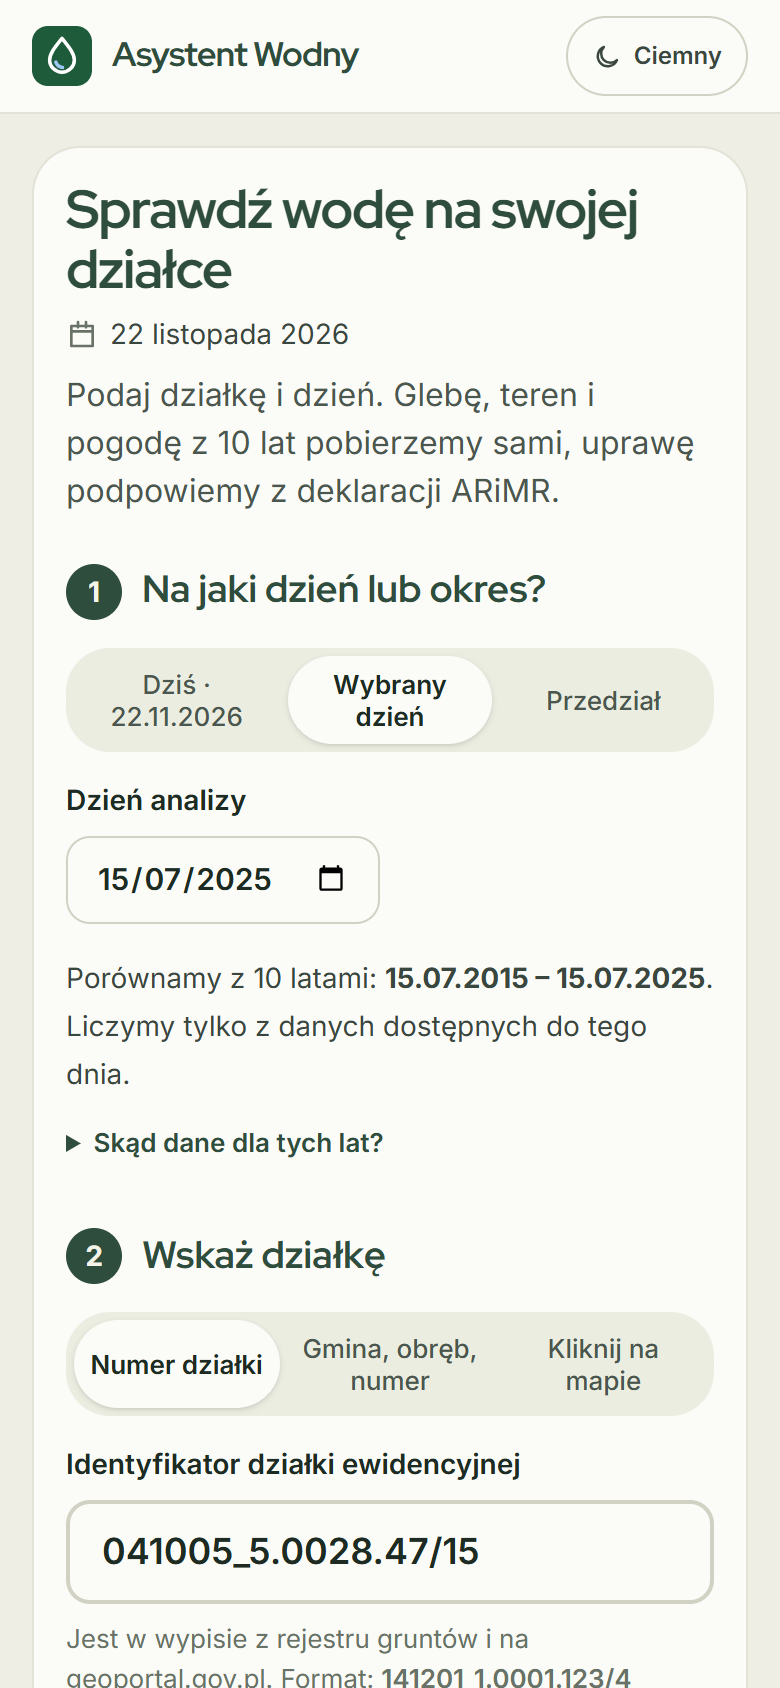 Asystent Wodny
Ciemny
Sprawdź wodę na swojej
działce
22 listopada 2026
Podaj działkę i dzień. Glebę, teren i
pogodę z 10 lat pobierzemy sami, uprawę
podpowiemy z deklaracji ARiMR.
1 Na jaki dzień lub okres?
Dziś ·
22.11.2026
Wybrany
dzień
Przedział
Dzień analizy
15/07/2025
Porównamy z 10 latami: 15.07.2015 – 15.07.2025.
Liczymy tylko z danych dostępnych do tego
dnia.
Skąd dane dla tych lat?
2 Wskaż działkę
Numer działki
Gmina, obręb,
numer
Kliknij na
mapie
Identyfikator działki ewidencyjnej
041005_5.0028.47/15
Jest w wypisie z rejestru gruntów i na
geoportal.gov.pl. Format: 141201_1.0001.123/4